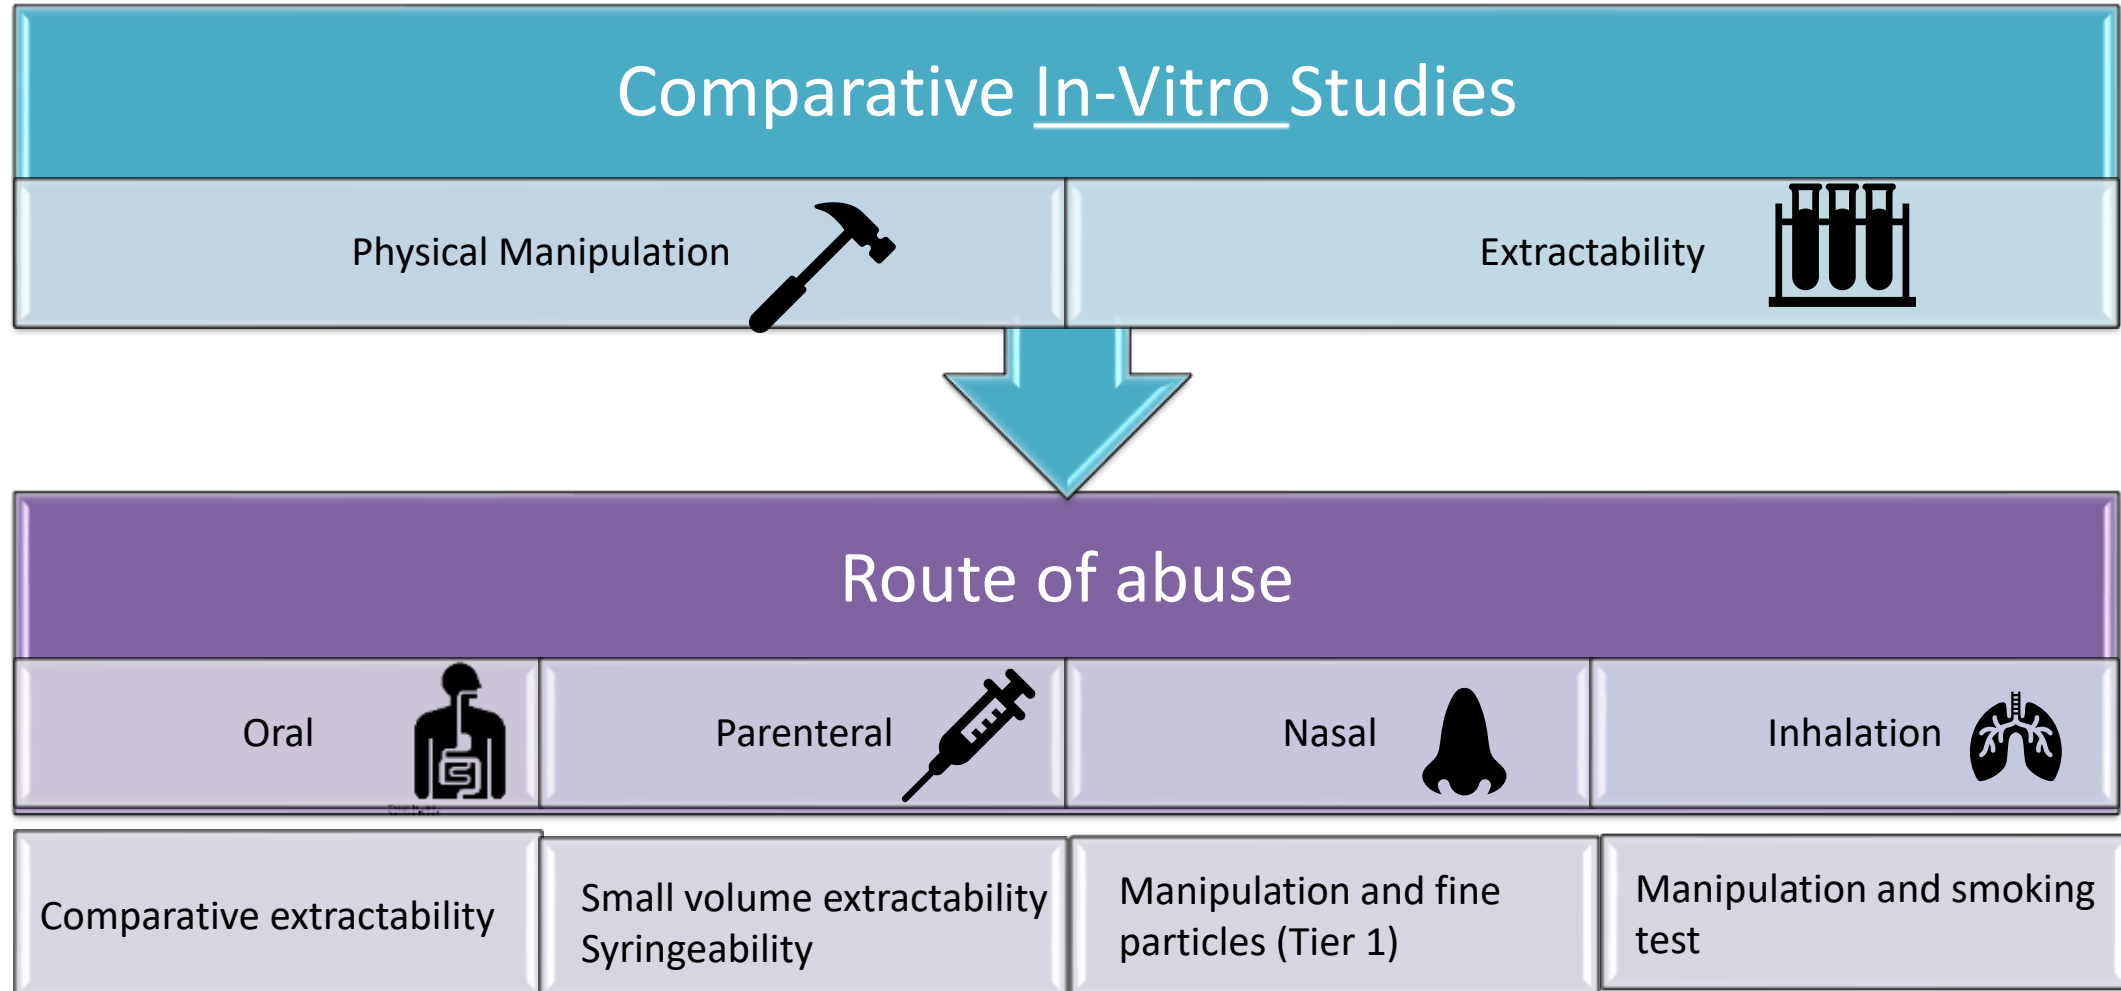 Comparative In-Vitro Studies
Physical Manipulation
Extractability
Route of abuse
Oral
Parenteral
Nasal
Inhalation
Comparative extractability
Small volume extractability
Syringeability
Manipulation and fine
particles (Tier 1)
Manipulation and smoking
test